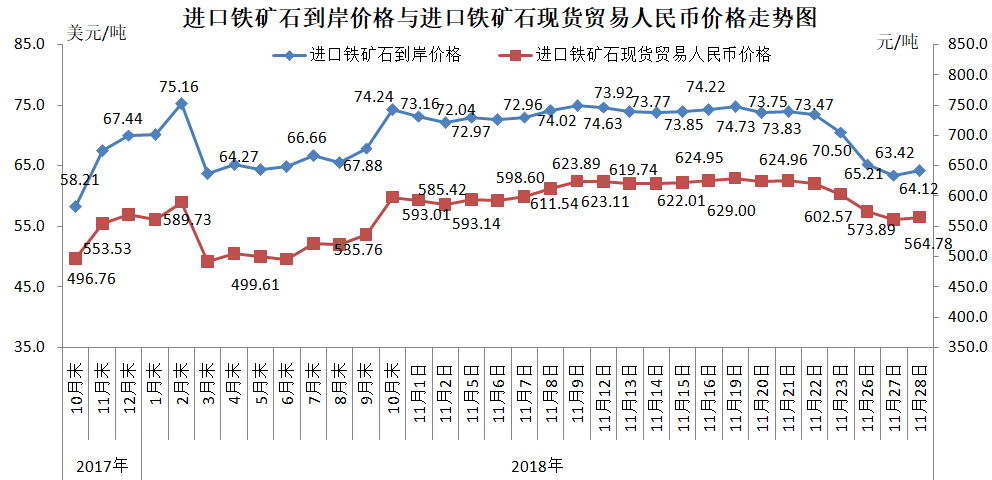 进口铁矿石到岸价格与进口铁矿石现货贸易人民币价格走势图
美元/吨
元/吨
进口铁矿石到岸价格
进口铁矿石现货贸易人民币价格
85.0
75.0
65.0
55.0
45.0
35.0
850.0
800.0
750.0
700.0
650.0
600.0
550.0
500.0
450.0
400.0
350.0
58.21
67.44
75.16
64.27
66.66
67.88
74.24
73.16
72.04
72.97
72.96
74.02
73.92
74.63
73.77
73.85
74.22
74.73
73.75
73.83
73.47
70.50
65.21
63.42
64.12
496.76
553.53
589.73
499.61
535.76
593.01
585.42
593.14
598.60
611.54
623.89
623.11
619.74
622.01
624.95
629.00
624.96
602.57
573.89
564.78
10月末
11月末
12月末
1月末
2月末
3月末
4月末
5月末
6月末
7月末
8月末
9月末
10月末
11月1日
11月2日
11月5日
11月6日
11月7日
11月8日
11月9日
11月12日
11月13日
11月14日
11月15日
11月16日
11月19日
11月20日
11月21日
11月22日
11月23日
11月26日
11月27日
11月28日
2017年
2018年